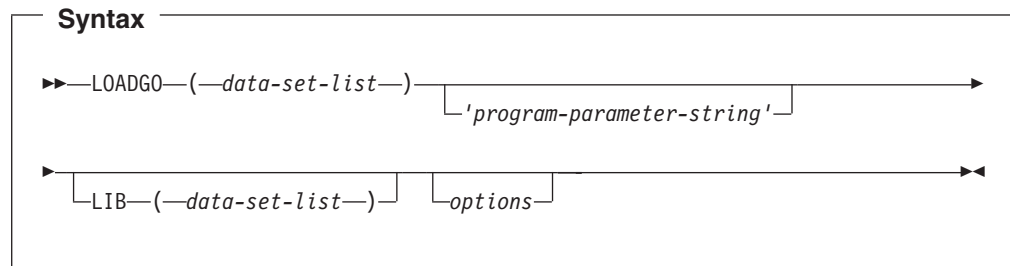 Syntax
LOADGO ( data-set-list )
'program-parameter-string'
LIB ( data-set-list ) options